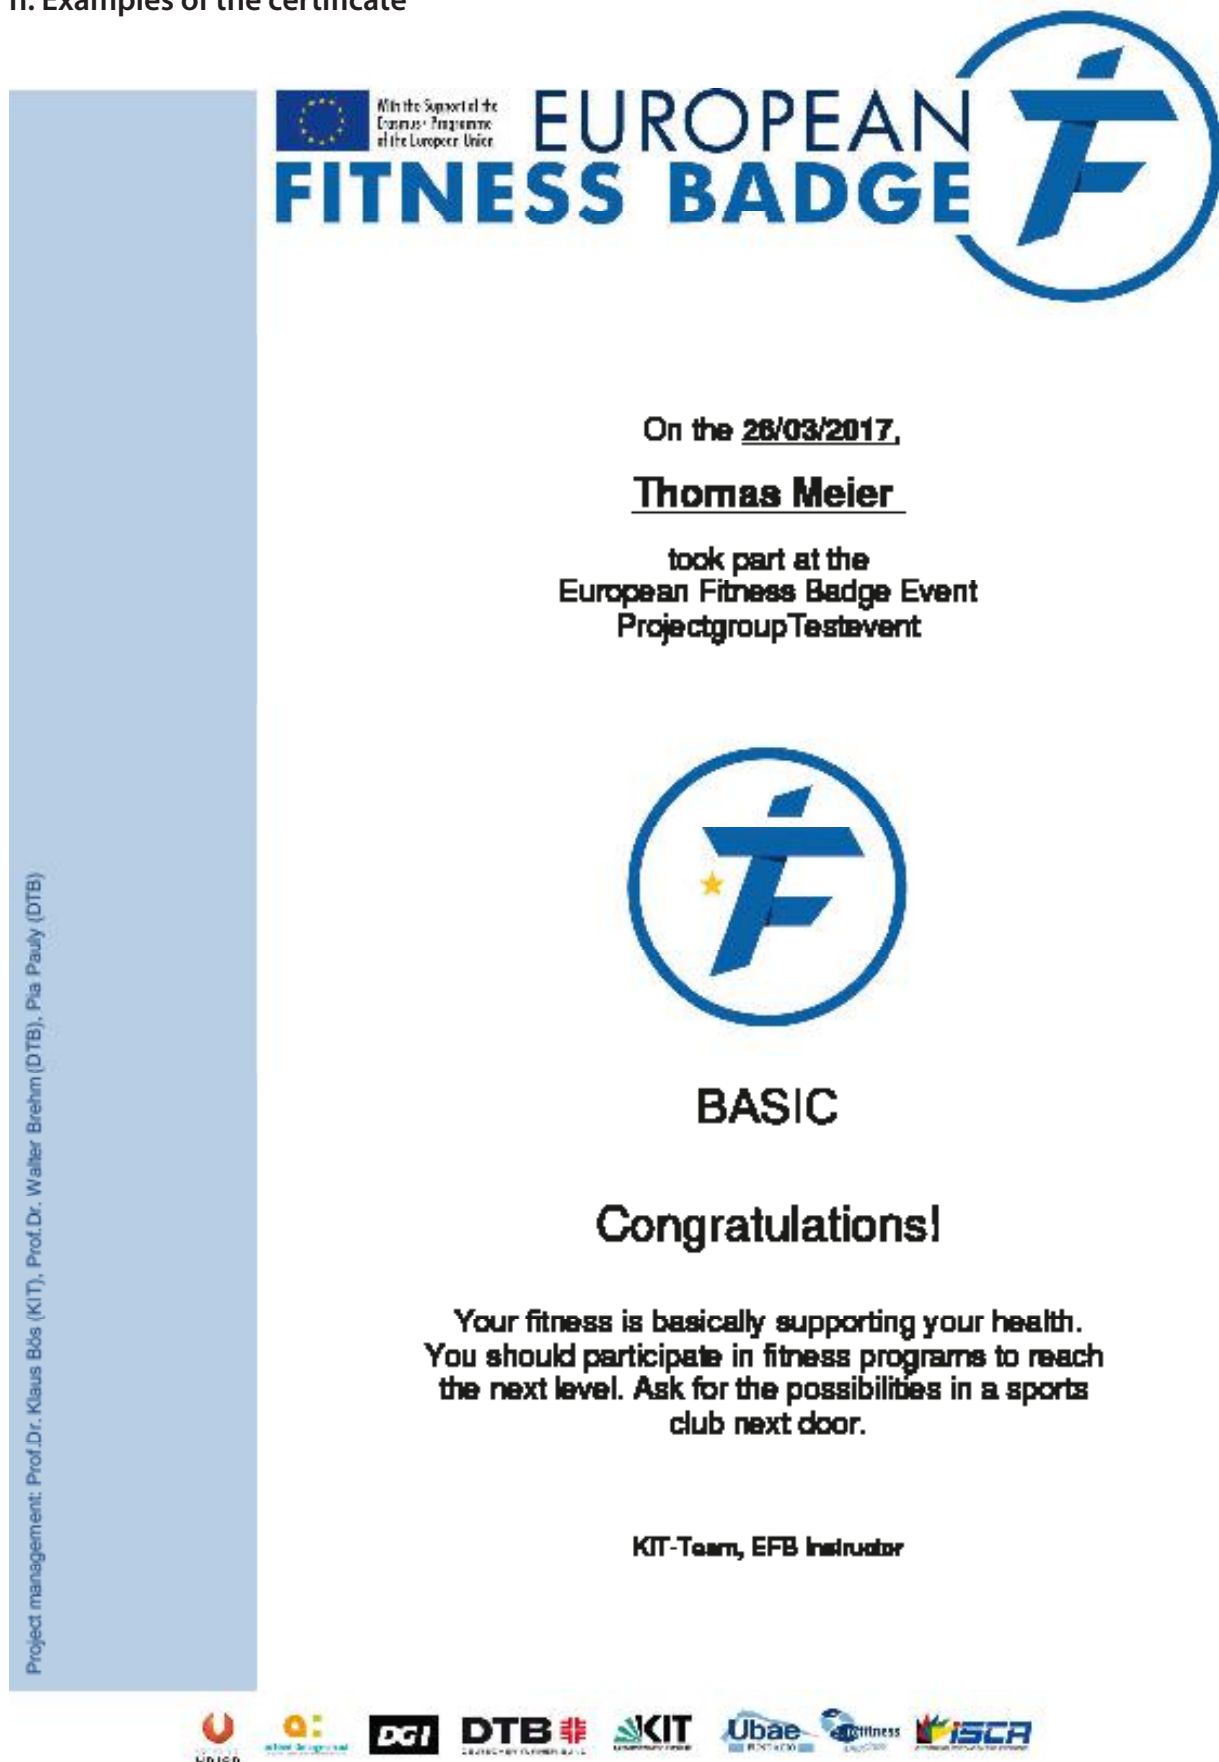 n. Examples of the certificate
With the Support of the
Erasmus+ Programme
of the European Union
EUROPEAN
FITNESS BADGE
On the 26/03/2017,
Thomas Meier
took part at the
European Fitness Badge Event
ProjectgroupTestevent
BASIC
Congratulations!
Your fitness is basically supporting your health.
You should participate in fitness programs to reach
the next level. Ask for the possibilities in a sports
club next door.
KIT-Team, EFB Instructor
Project management: Prof.Dr. Klaus Bös (KIT), Prof.Dr. Walter Brehm(DTB), Pia Pauly (DTB)
DGI
DTB
KIT
Ubae
ISCA